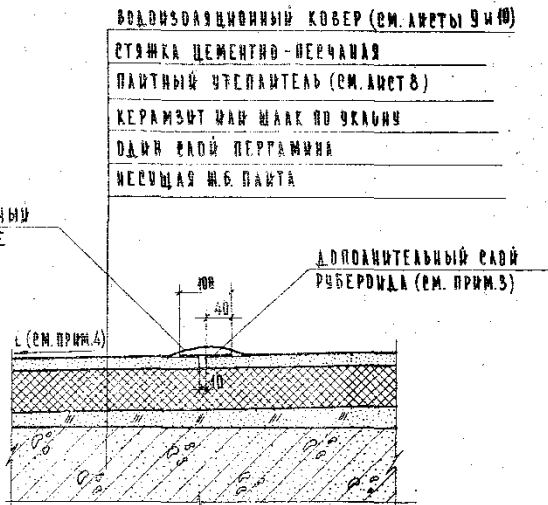 ВОДОИЗОЛЯЦИОННЫЙ КОВЕР (СМ. ЛИСТЫ 9 И 10)
СТЯЖКА ЦЕМЕНТНО-ПЕСЧАНАЯ
ПЛИТНЫЙ УТЕПЛИТЕЛЬ (СМ. ЛИСТ 8)
КЕРАМЗИТ ИЛИ ШЛАК ПО УКЛОНУ
ОДИН СЛОЙ ПЕРГАМИНА
НЕСУЩАЯ Ж.Б. ПЛИТА
НЫЙ
Е
ДОПОЛНИТЕЛЬНЫЙ СЛОЙ
РУБЕРОИДА (СМ. ПРИМ.3)
100
40
(СМ. ПРИМ.4)
10